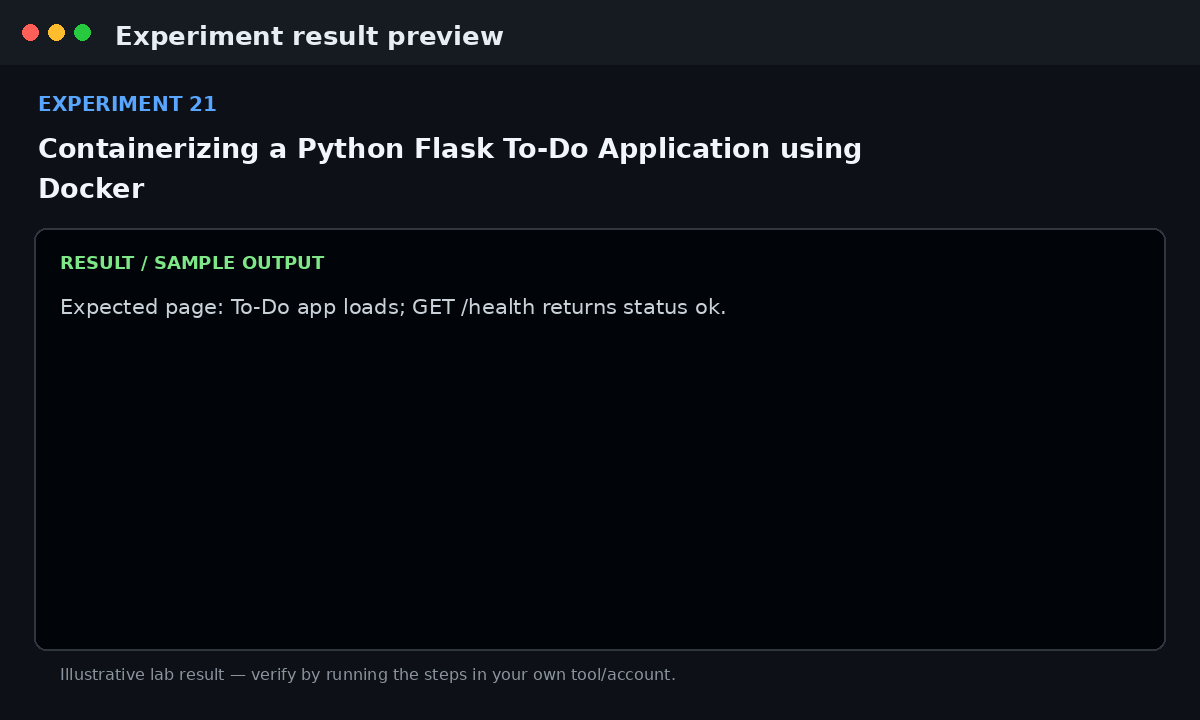 Experiment result preview
EXPERIMENT 21
Containerizing a Python Flask To-Do Application using
Docker
RESULT / SAMPLE OUTPUT
Expected page: To-Do app loads; GET /health returns status ok.
Illustrative lab result — verify by running the steps in your own tool/account.